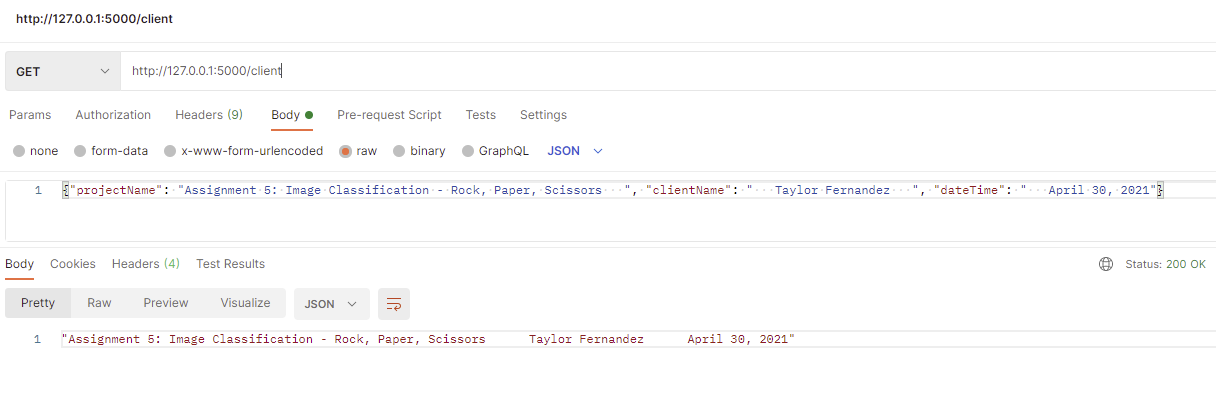 http://127.0.0.1:5000/client
GET http://127.0.0.1:5000/client
Params Authorization Headers (9) Body Pre-request Script Tests Settings
none form-data x-www-form-urlencoded raw binary GraphQL JSON
1 {"projectName": "Assignment 5: Image Classification - Rock, Paper, Scissors   ", "clientName": "   Taylor Fernandez   ", "dateTime": "   April 30, 2021"}
Body Cookies Headers (4) Test Results Status: 200 OK
Pretty Raw Preview Visualize JSON
1 "Assignment 5: Image Classification - Rock, Paper, Scissors      Taylor Fernandez      April 30, 2021"